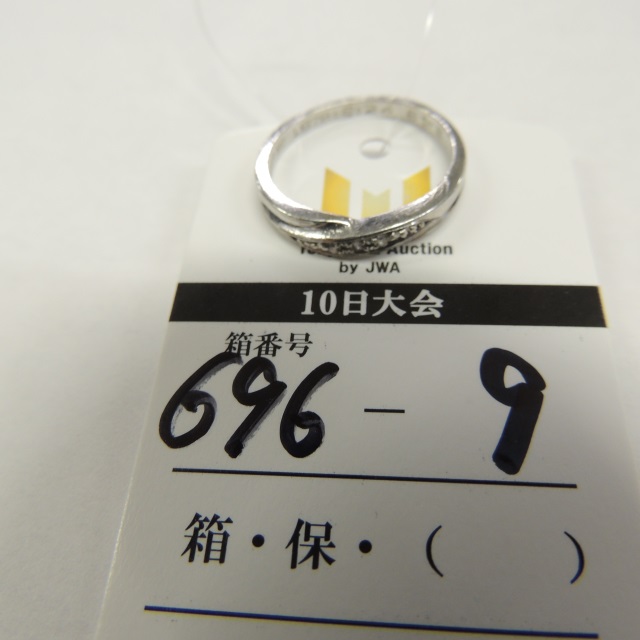 Auction
by JWA
10日大会
箱番号
696 - 9
箱・保・(　　)